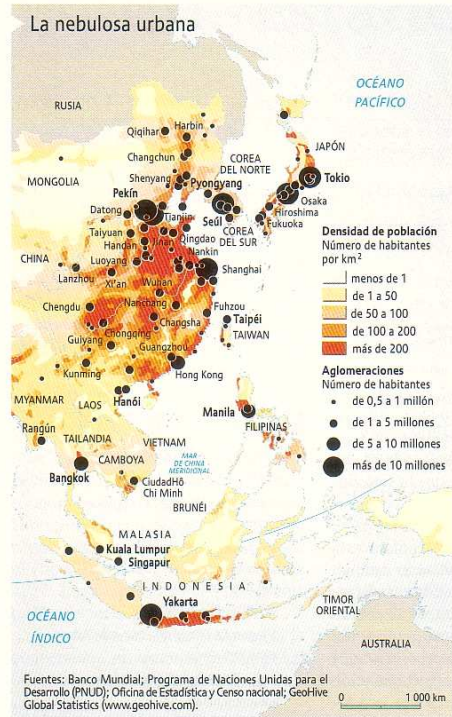 La nebulosa urbana
OCÉANO
PACÍFICO
RUSIA
Harbin
Qiqihar
Changchun
COREA
DEL NORTE
JAPÓN
MONGOLIA
Shenyang
Pyongyang
Tokio
Pekín
Osaka
Datong
Tianjin
Seúl
Hiroshima
Fukuoka
Taiyuan
COREA
DEL SUR
Handan
Jinan
Qingdao
Luoyang
Nankín
CHINA
Lanzhou
Xi'an
Shanghai
Wuhan
Chengdu
Nanchang
Fuhzou
Chongqing
Changsha
Taipéi
TAIWAN
Guiyang
Guangzhou
Kunming
Hong Kong
MYANMAR
LAOS
Hanói
Manila
Rangún
FILIPINAS
TAILANDIA
VIETNAM
CAMBOYA
MAR
DE CHINA
MERIDIONAL
Bangkok
CiudadHô
Chi Minh
BRUNÉI
MALASIA
Kuala Lumpur
Singapur
INDONESIA
Yakarta
TIMOR
ORIENTAL
OCÉANO
ÍNDICO
AUSTRALIA
Densidad de población
Número de habitantes
por km²
menos de 1
de 1 a 50
de 50 a 100
de 100 a 200
más de 200
Aglomeraciones
Número de habitantes
de 0,5 a 1 millón
de 1 a 5 millones
de 5 a 10 millones
más de 10 millones
Fuentes: Banco Mundial; Programa de Naciones Unidas para el
Desarrollo (PNUD); Oficina de Estadística y Censo nacional; GeoHive
Global Statistics (www.geohive.com).
0 1 000 km